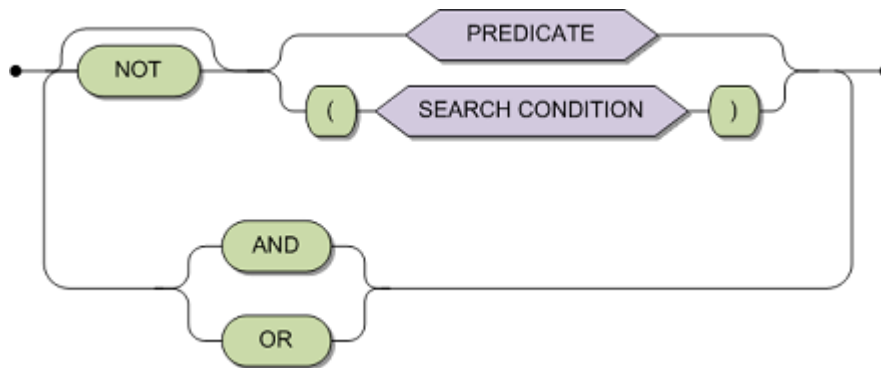 PREDICATE
NOT
( SEARCH CONDITION )
AND
OR